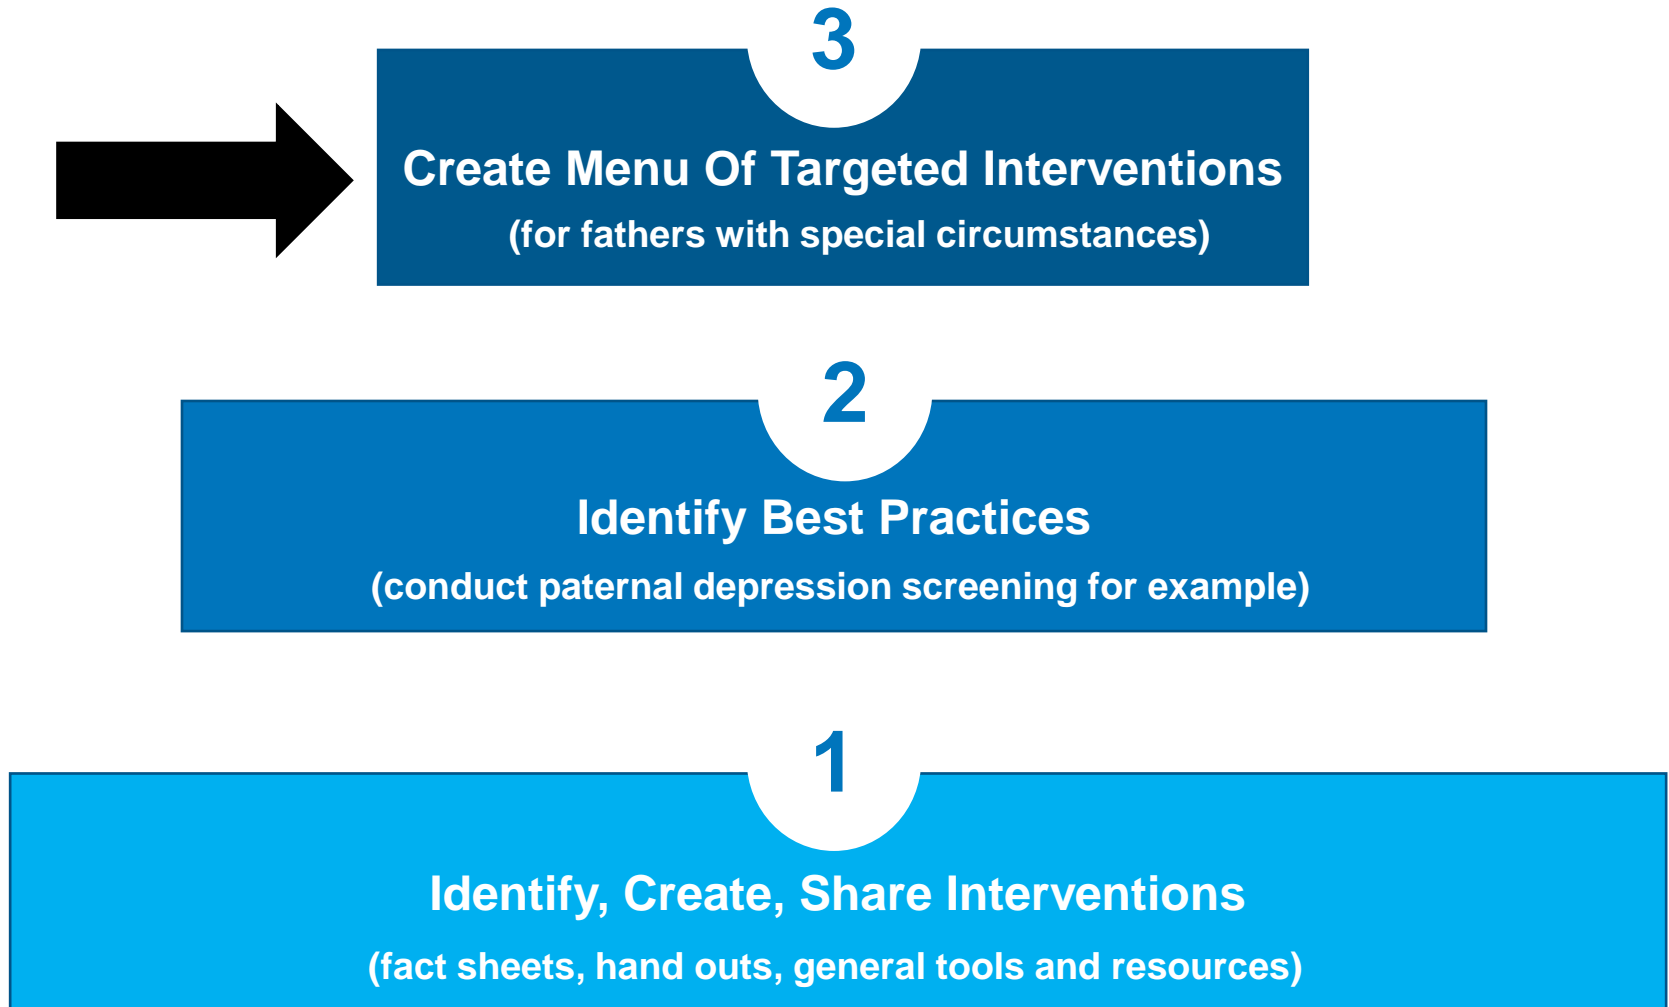 3
Create Menu Of Targeted Interventions
(for fathers with special circumstances)
2
Identify Best Practices
(conduct paternal depression screening for example)
1
Identify, Create, Share Interventions
(fact sheets, hand outs, general tools and resources)